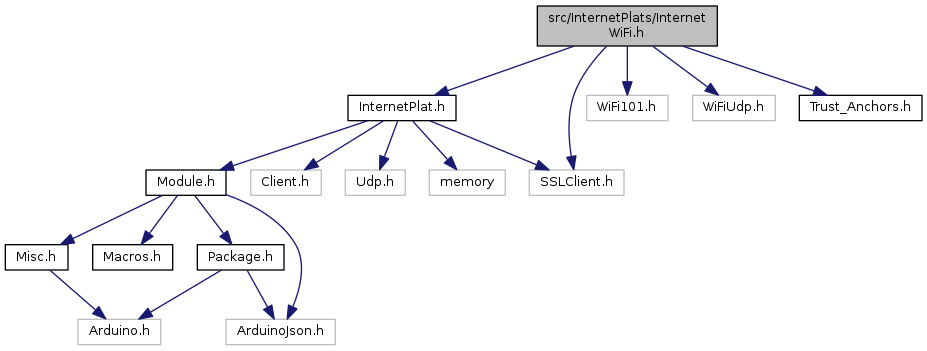 src/InternetPlats/Internet
WiFi.h
InternetPlat.h
WiFi101.h
WiFiUdp.h
Trust_Anchors.h
Module.h
Client.h
Udp.h
memory
SSLClient.h
Misc.h
Macros.h
Package.h
Arduino.h
ArduinoJson.h